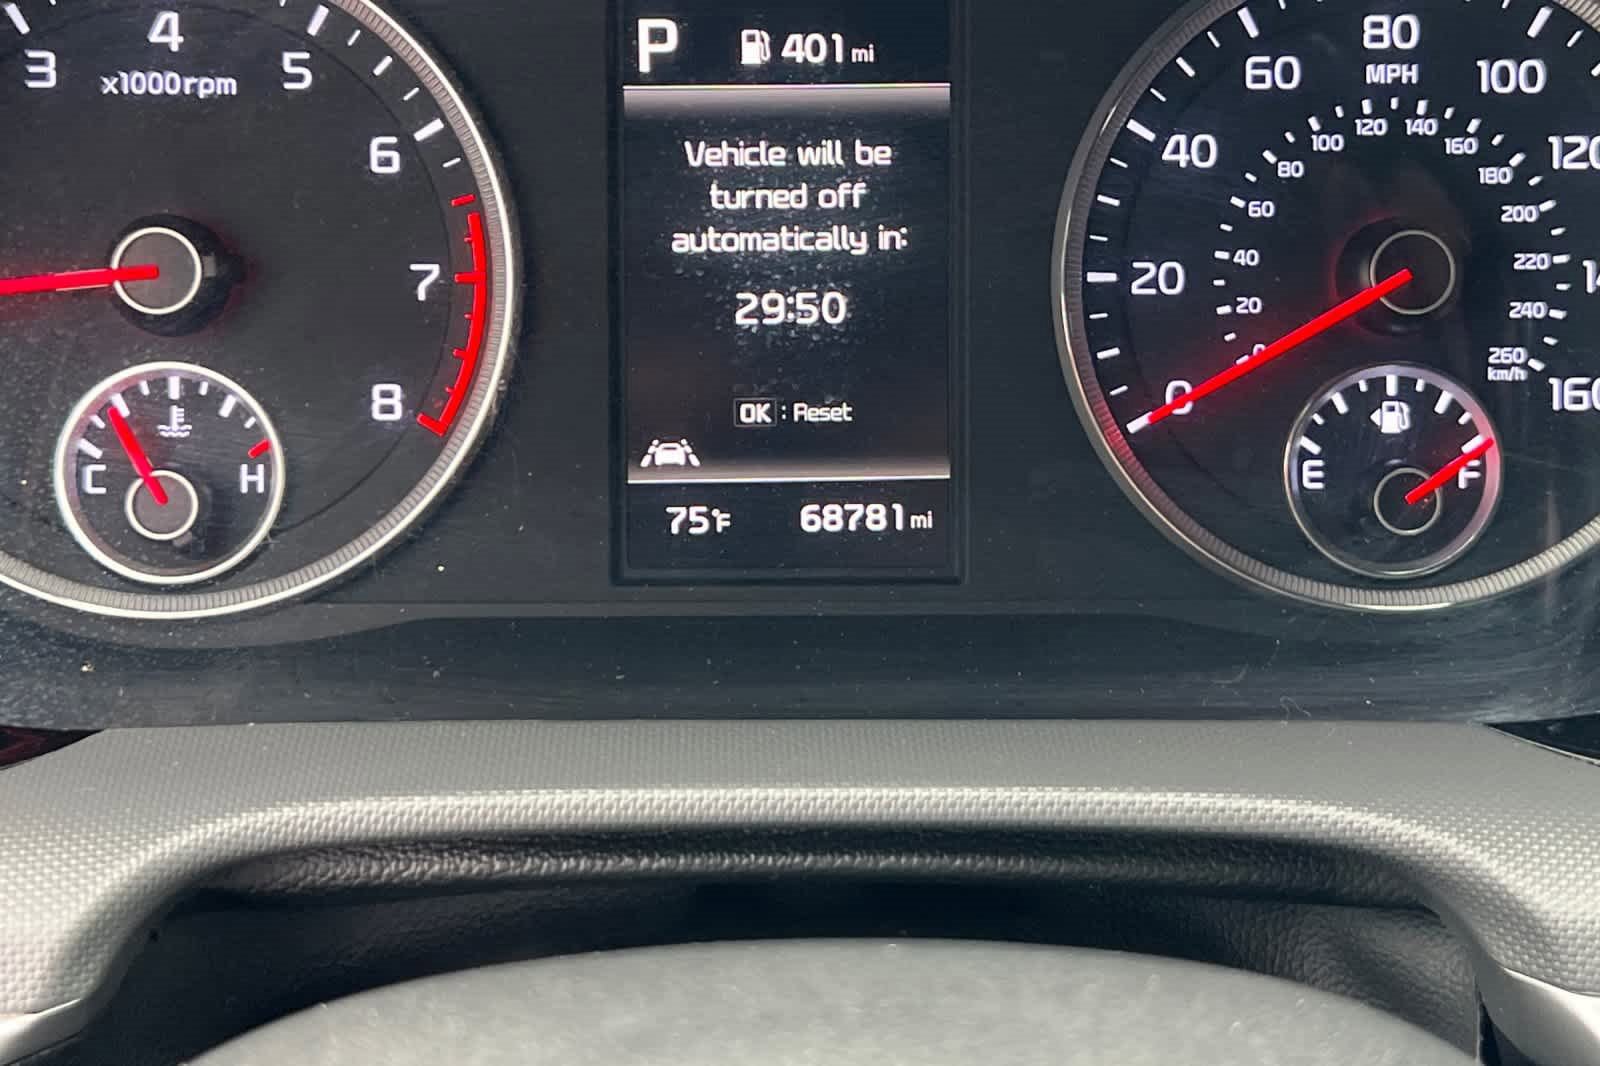 3 4 5
x1000rpm
6
7
8
C H
P 401 mi
Vehicle will be
turned off
automatically in:
29:50
OK : Reset
75°F 68781 mi
80
MPH
60 100
40 120
20
0 160
120 140
100 160
80 180
60 200
40 220
20 240
0 260
km/h
E F